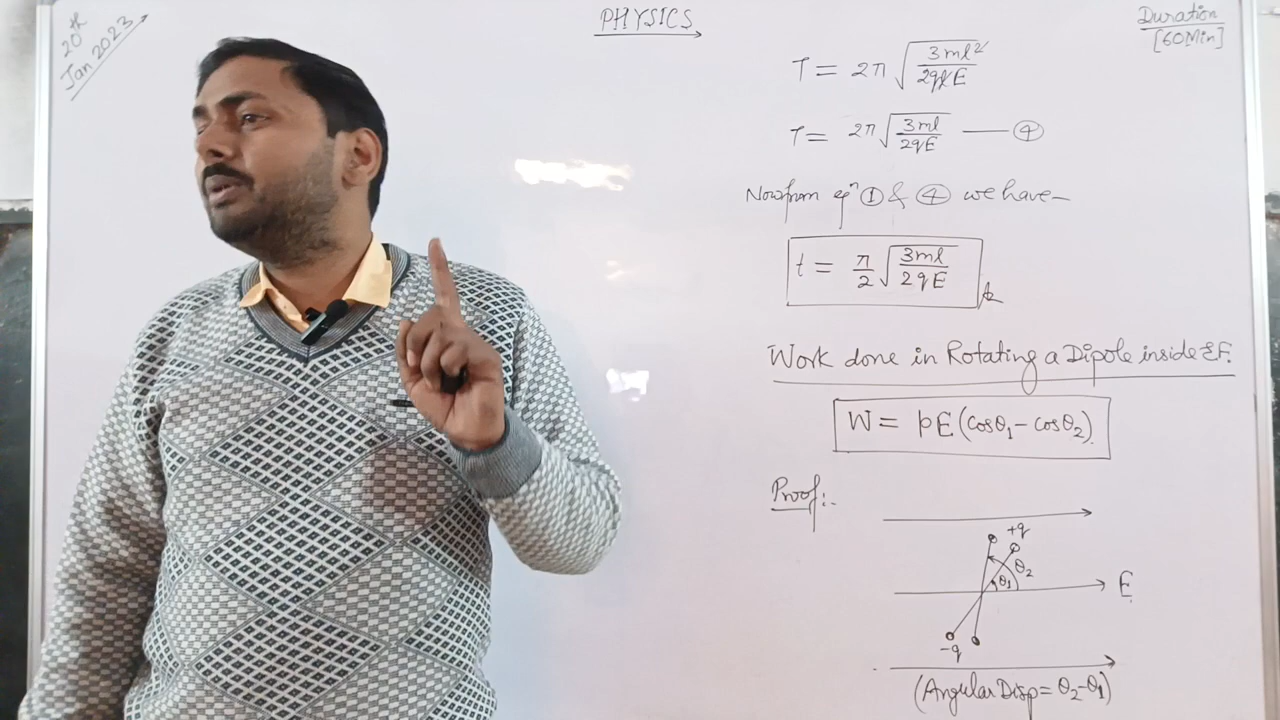 20th
Jan 2023
PHYSICS
Duration
[60Min]
T = 2π √(3ml²/2qlE)
T = 2π √(3ml/2qE) — ④
Now from eqⁿ ① & ④ we have–
t = π/2 √(3ml/2qE)
Work done in Rotating a Dipole inside EF.
W = pE(cosθ₁ – cosθ₂)
Proof:-
+q
θ₂
θ₁
E
-q
(Angular Disp = θ₂-θ₁)